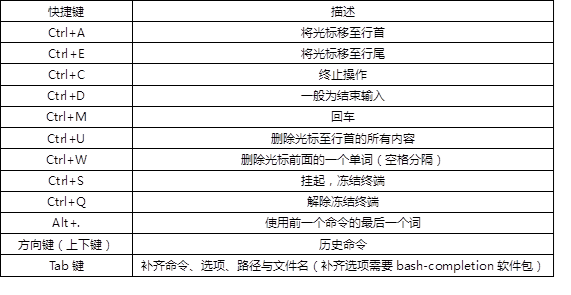 快捷键 描述
Ctrl+A 将光标移至行首
Ctrl+E 将光标移至行尾
Ctrl+C 终止操作
Ctrl+D 一般为结束输入
Ctrl+M 回车
Ctrl+U 删除光标至行首的所有内容
Ctrl+W 删除光标前面的一个单词（空格分隔）
Ctrl+S 挂起，冻结终端
Ctrl+Q 解除冻结终端
Alt+. 使用前一个命令的最后一个词
方向键（上下键） 历史命令
Tab 键 补齐命令、选项、路径与文件名（补齐选项需要 bash-completion 软件包）